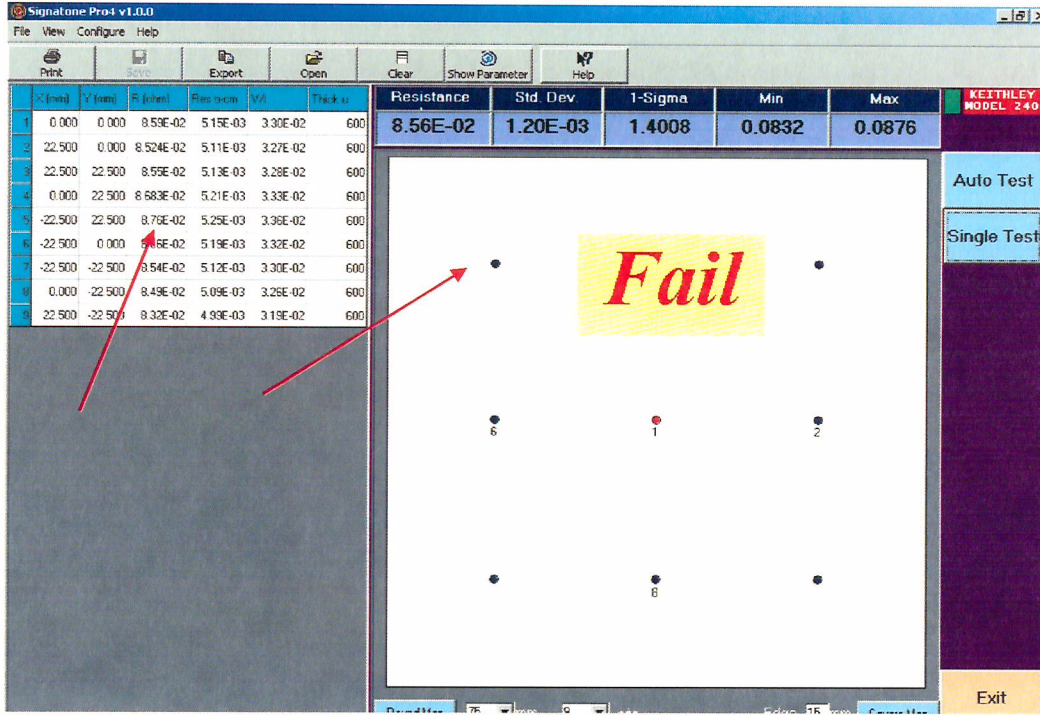 Signatone Pro4 v1.0.0
File View Configure Help
Print Save Export Open Clear Show Parameter Help
X (mm) Y (mm) R (ohm) V/I Thick u
1 0.000 0.000 8.59E-02 5.15E-03 3.30E-02 600
2 22.500 0.000 8.524E-02 5.11E-03 3.27E-02 600
3 22.500 22.500 8.55E-02 5.13E-03 3.28E-02 600
4 0.000 22.500 8.683E-02 5.21E-03 3.33E-02 600
5 -22.500 22.500 8.76E-02 5.25E-03 3.36E-02 600
6 -22.500 0.000 5.19E-03 3.32E-02 600
7 -22.500 -22.500 8.54E-02 5.12E-03 3.30E-02 600
8 0.000 -22.500 8.49E-02 5.09E-03 3.26E-02 600
9 22.500 -22.500 8.32E-02 4.99E-03 3.19E-02 600
Resistance Std. Dev. 1-Sigma Min Max
8.56E-02 1.20E-03 1.4008 0.0832 0.0876
KEITHLEY
MODEL 240
Auto Test
Single Test
Fail
6 1 2
8
75 mm 9 Edge 15 mm
Exit